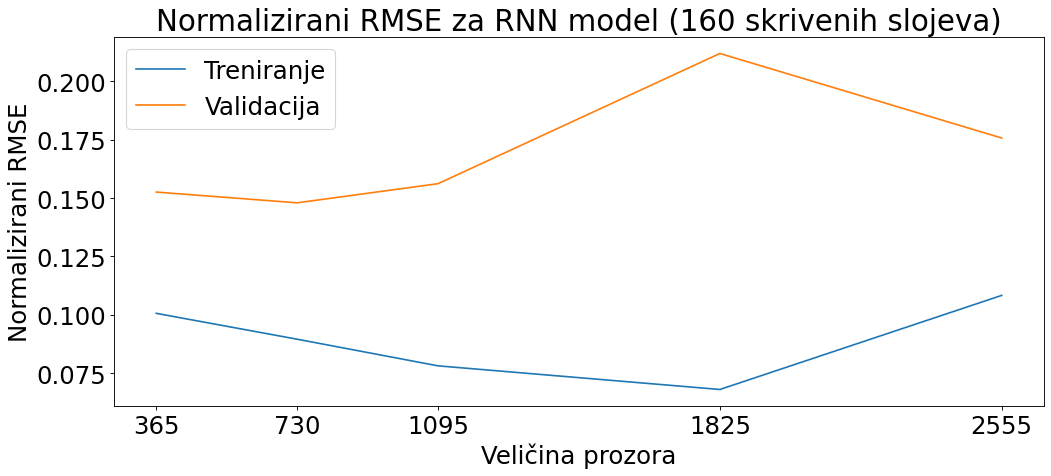 Normalizirani RMSE za RNN model (160 skrivenih slojeva)
Treniranje
Validacija
Normalizirani RMSE
0.200
0.175
0.150
0.125
0.100
0.075
365 730 1095 1825 2555
Veličina prozora